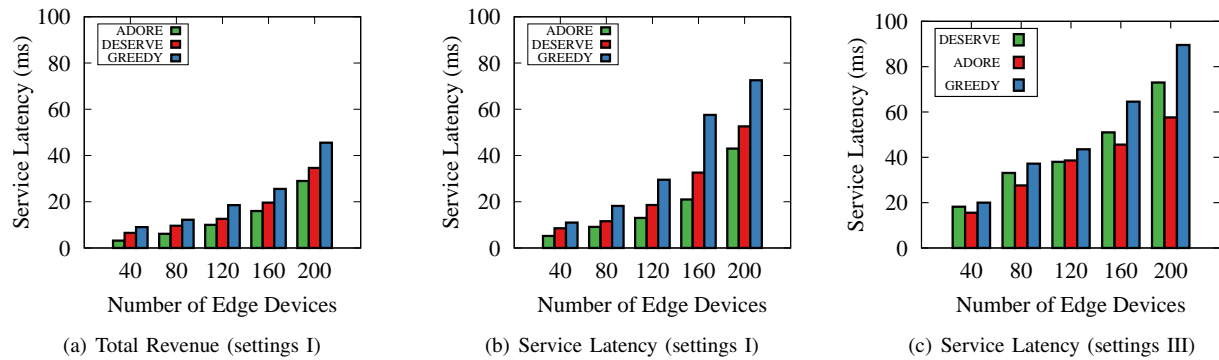 100
80
60
40
20
0
Service Latency (ms)
ADORE
DESERVE
GREEDY
40 80 120 160 200
Number of Edge Devices
(a) Total Revenue (settings I)
100
80
60
40
20
0
Service Latency (ms)
ADORE
DESERVE
GREEDY
40 80 120 160 200
Number of Edge Devices
(b) Service Latency (settings I)
100
80
60
40
20
0
Service Latency (ms)
DESERVE
ADORE
GREEDY
40 80 120 160 200
Number of Edge Devices
(c) Service Latency (settings III)